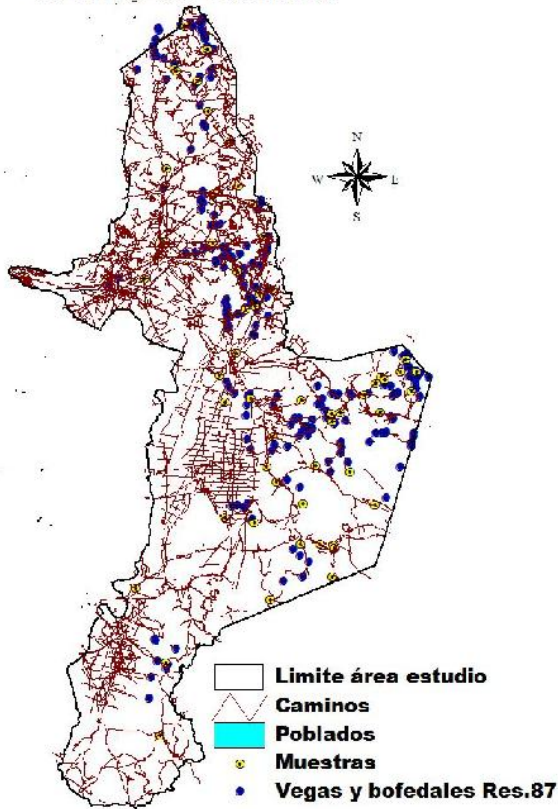 N
W E
S
Limite área estudio
Caminos
Poblados
Muestras
Vegas y bofedales Res.87